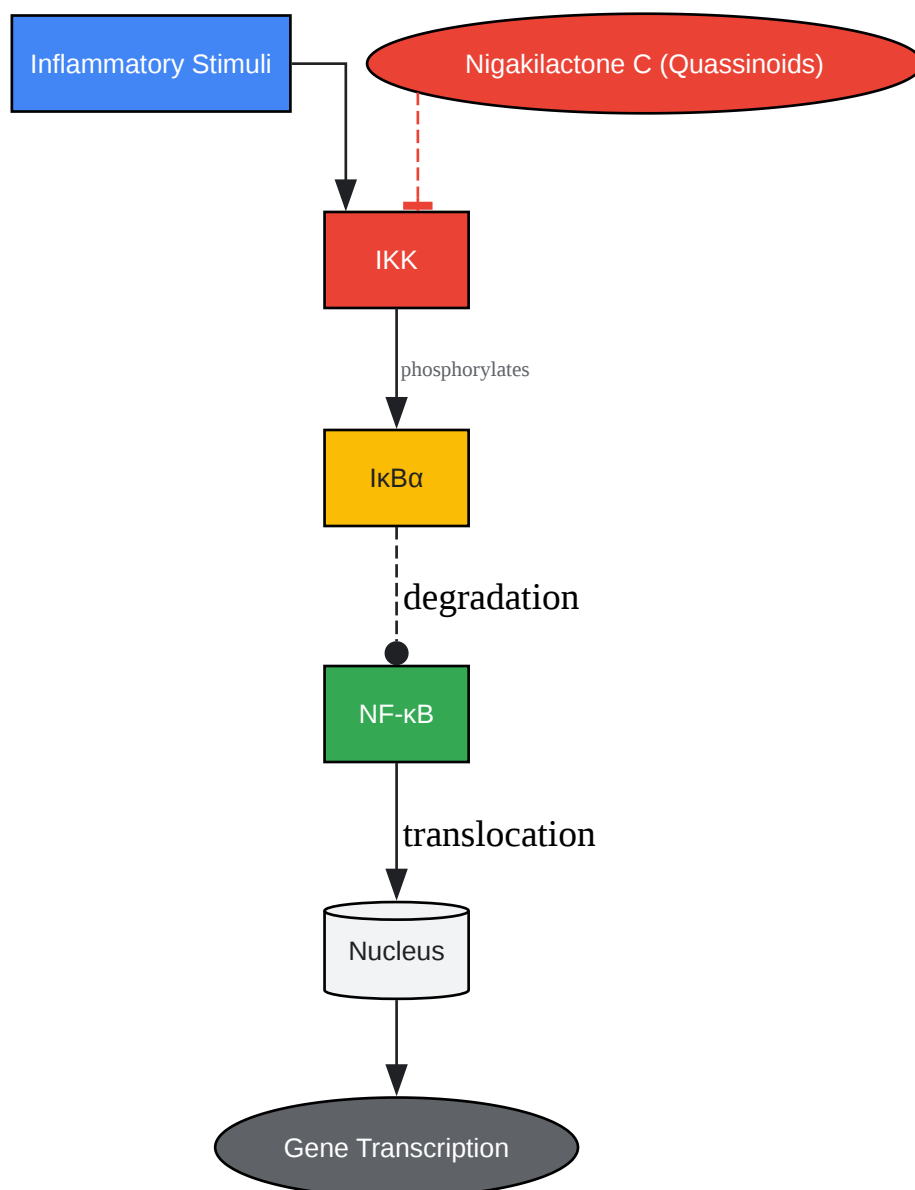 Inflammatory Stimuli
Nigakilactone C (Quassinoids)
IKK
phosphorylates
IκBα
degradation
NF-κB
translocation
Nucleus
Gene Transcription